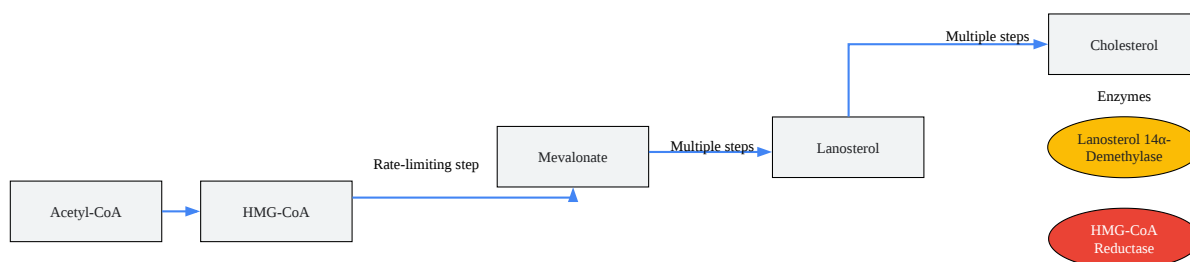 Acetyl-CoA
HMG-CoA
Rate-limiting step
Mevalonate
Multiple steps
Lanosterol
Multiple steps
Cholesterol
Enzymes
Lanosterol 14α-
Demethylase
HMG-CoA
Reductase